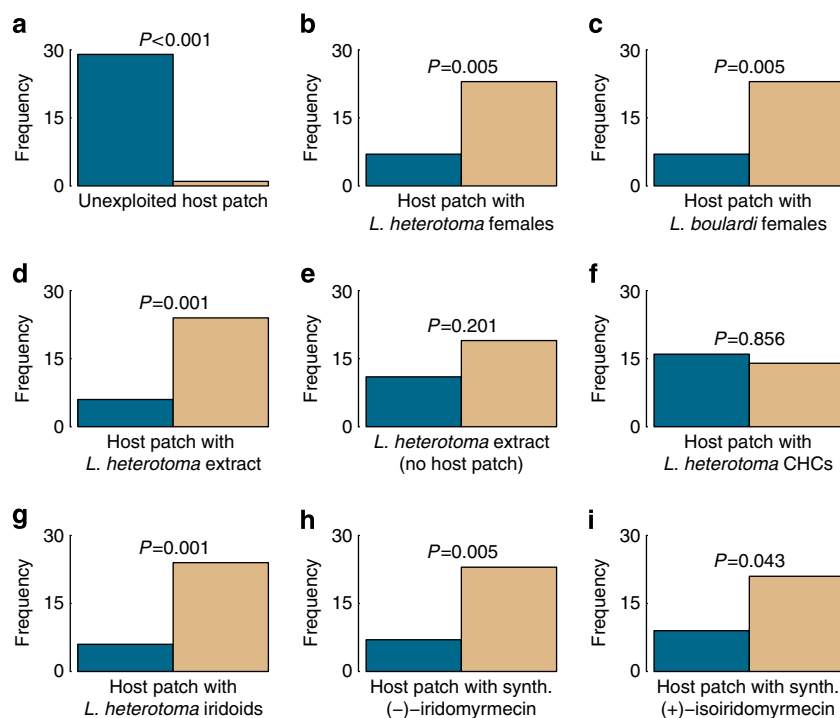 a
P<0.001
30
15
0
Frequency
Unexploited host patch
b
P=0.005
30
15
0
Frequency
Host patch with
L. heterotoma females
c
P=0.005
30
15
0
Frequency
Host patch with
L. boulardi females
d
P=0.001
30
15
0
Frequency
Host patch with
L. heterotoma extract
e
P=0.201
30
15
0
Frequency
L. heterotoma extract
(no host patch)
f
P=0.856
30
15
0
Frequency
Host patch with
L. heterotoma CHCs
g
P=0.001
30
15
0
Frequency
Host patch with
L. heterotoma iridoids
h
P=0.005
30
15
0
Frequency
Host patch with synth.
(−)−iridomyrmecin
i
P=0.043
30
15
0
Frequency
Host patch with synth.
(+)−isoiridomyrmecin